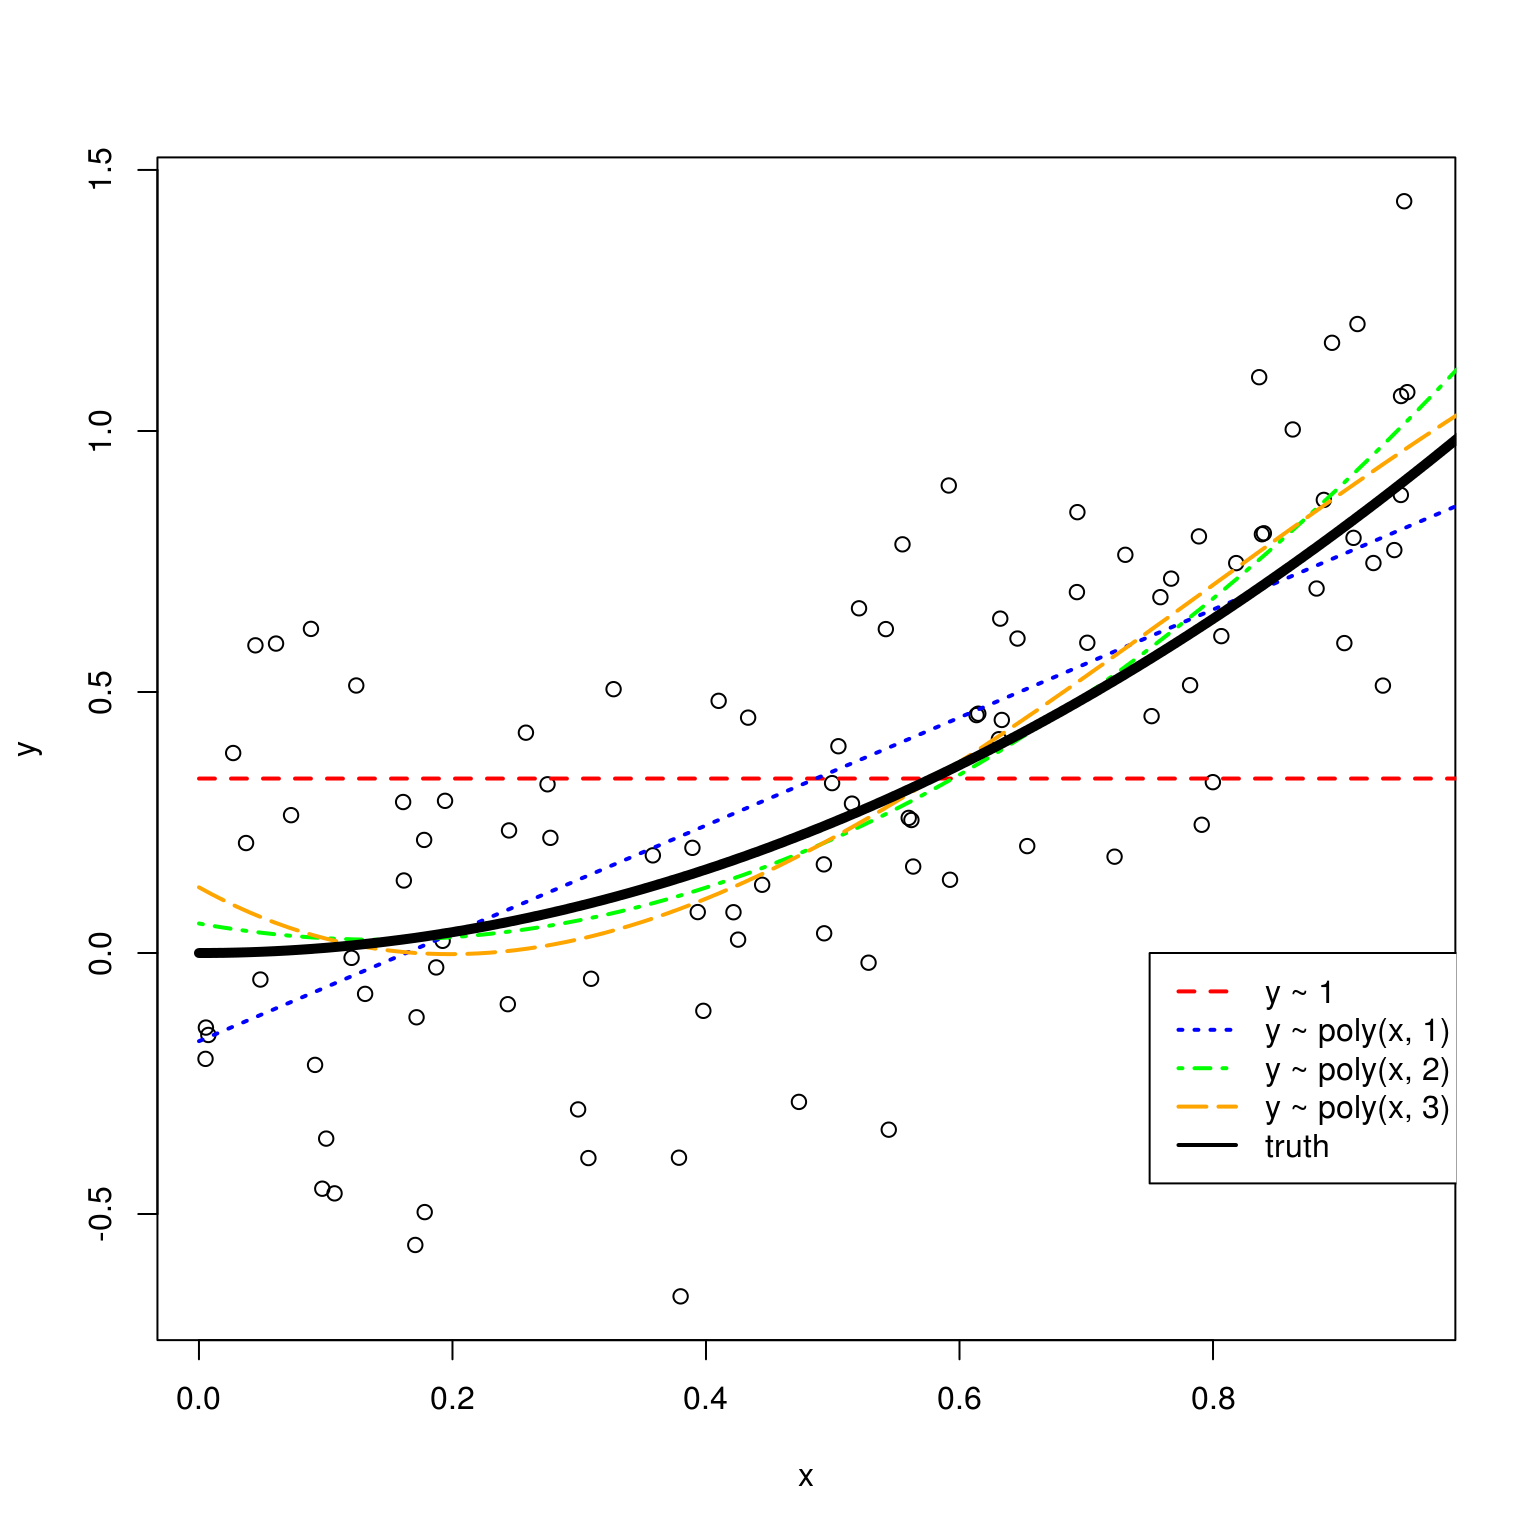 1.5
1.0
0.5
0.0
-0.5
y
0.0 0.2 0.4 0.6 0.8
x
y ~ 1
y ~ poly(x, 1)
y ~ poly(x, 2)
y ~ poly(x, 3)
truth